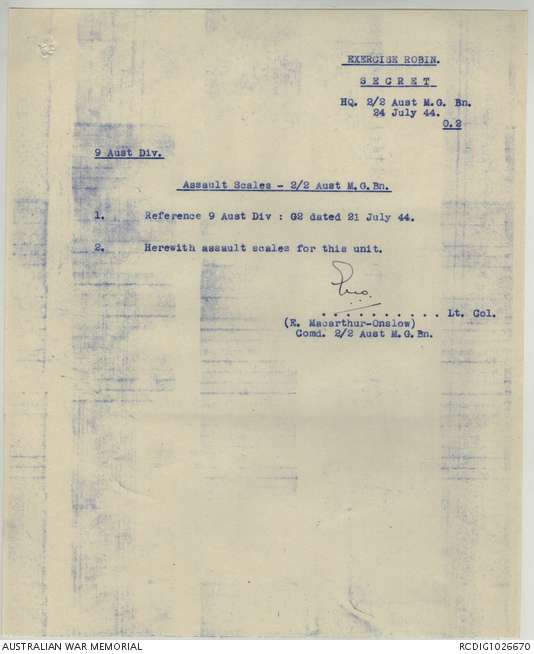 EXERCISE ROBIN.
SECRET
HQ. 2/2 Aust M.G. Bn.
24 July 44.
O.2
9 Aust Div.
Assault Scales - 2/2 Aust M.G.Bn.
1. Reference 9 Aust Div : G2 dated 21 July 44.
2. Herewith assault scales for this unit.
. . . . . . . . . . . Lt. Col.
(E. Macarthur-Onslow)
Comd. 2/2 Aust M.G.Bn.
AUSTRALIAN WAR MEMORIAL
RCDIG1026670